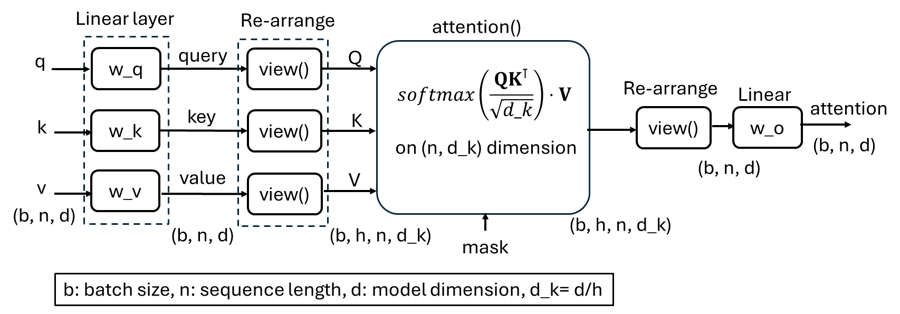 Linear layer
Re-arrange
attention()
q
w_q
query
view()
Q
k
w_k
key
view()
K
v
w_v
value
view()
V
(b, n, d)
(b, n, d)
(b, h, n, d_k)
softmax(QK^T / √d_k) · V
on (n, d_k) dimension
mask
(b, h, n, d_k)
Re-arrange
view()
(b, n, d)
Linear
w_o
attention
(b, n, d)
b: batch size, n: sequence length, d: model dimension, d_k= d/h